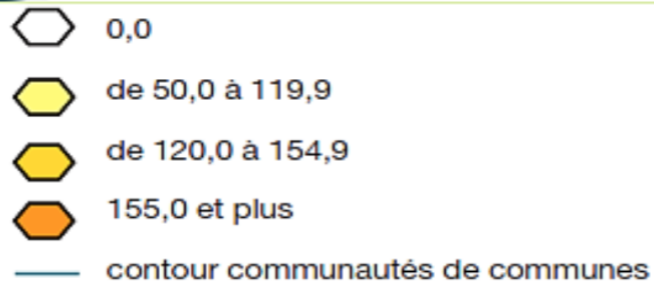 0,0
de 50,0 à 119,9
de 120,0 à 154,9
155,0 et plus
contour communautés de communes